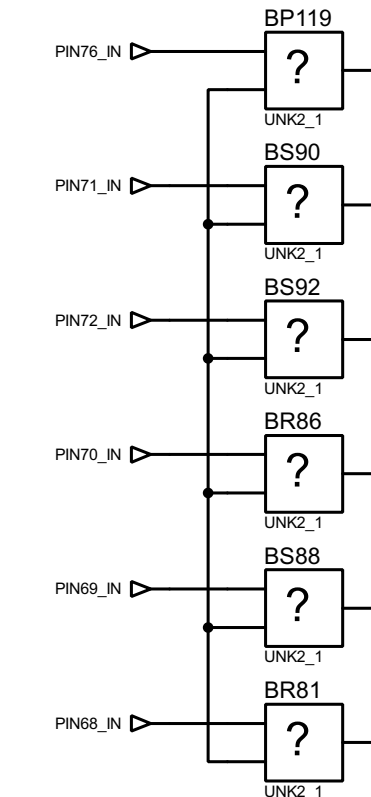 BP119
PIN76_IN
?
UNK2_1
BS90
PIN71_IN
?
UNK2_1
BS92
PIN72_IN
?
UNK2_1
BR86
PIN70_IN
?
UNK2_1
BS88
PIN69_IN
?
UNK2_1
BR81
PIN68_IN
?
UNK2_1